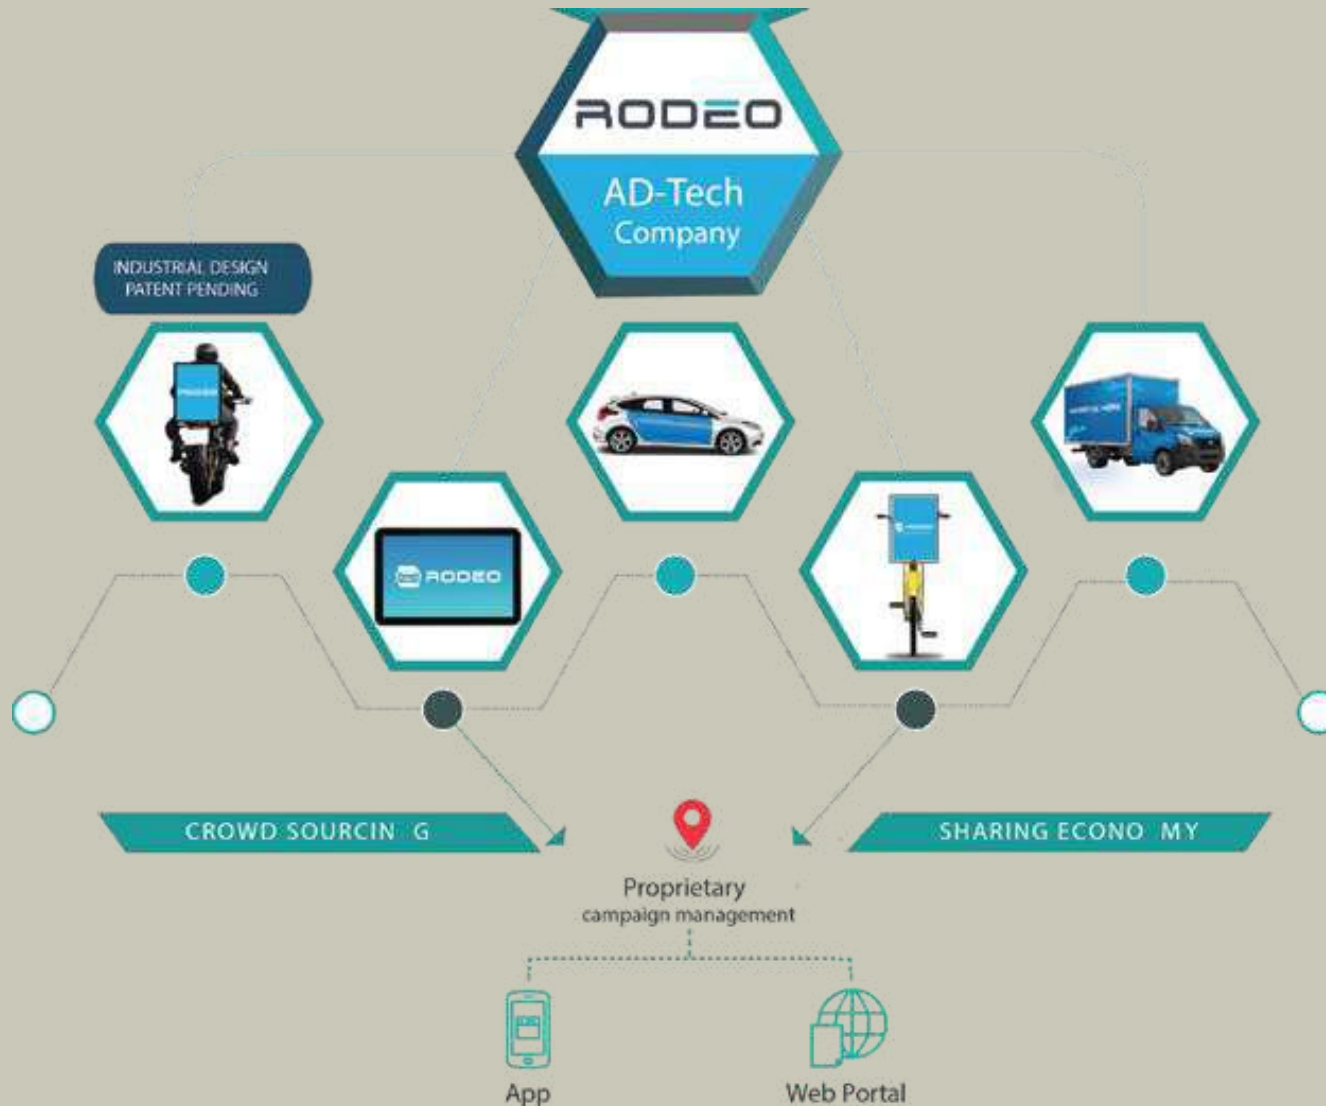 RODEO
AD-Tech
Company
INDUSTRIAL DESIGN
PATENT PENDING
RODEO
CROWD SOURCIN G
SHARING ECONO MY
Proprietary
campaign management
App
Web Portal